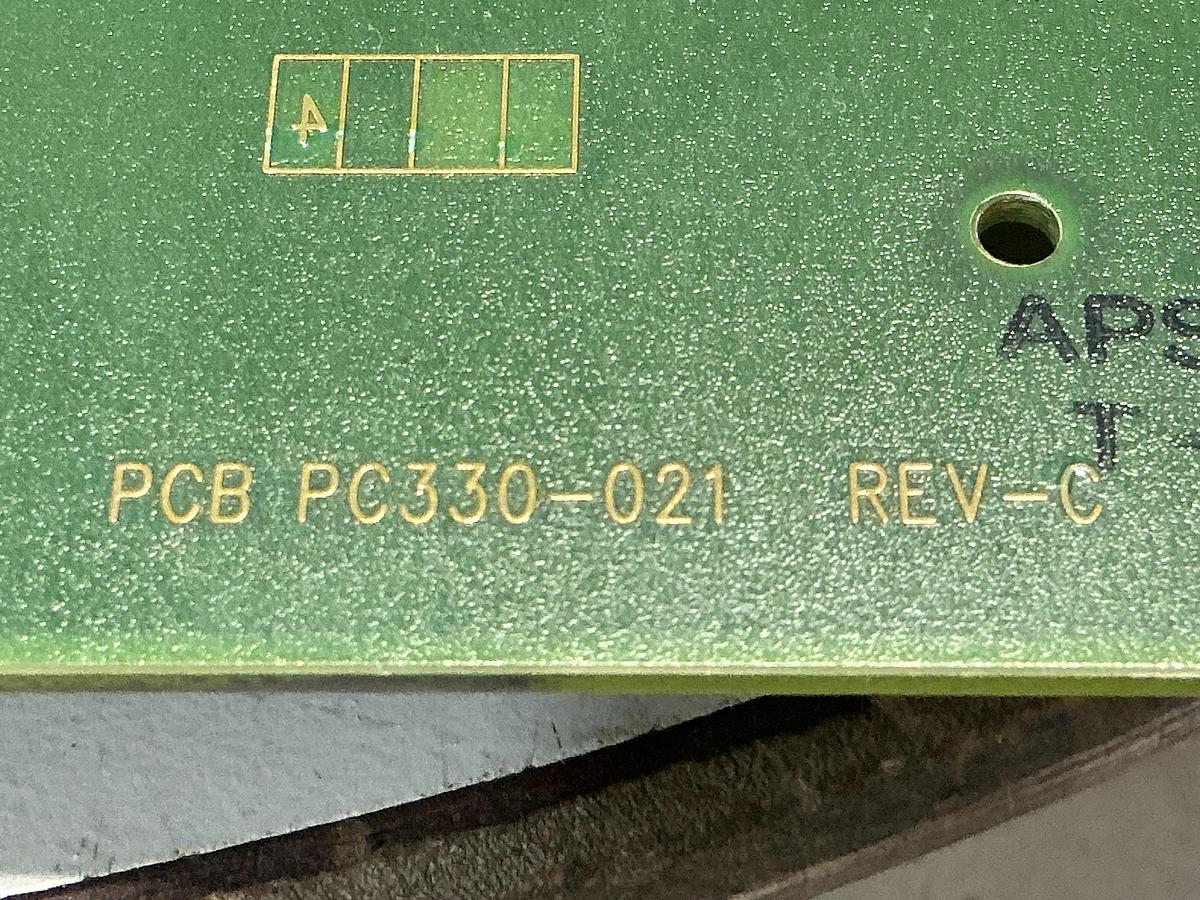 4
APS
T-
PCB PC330-021 REV-C